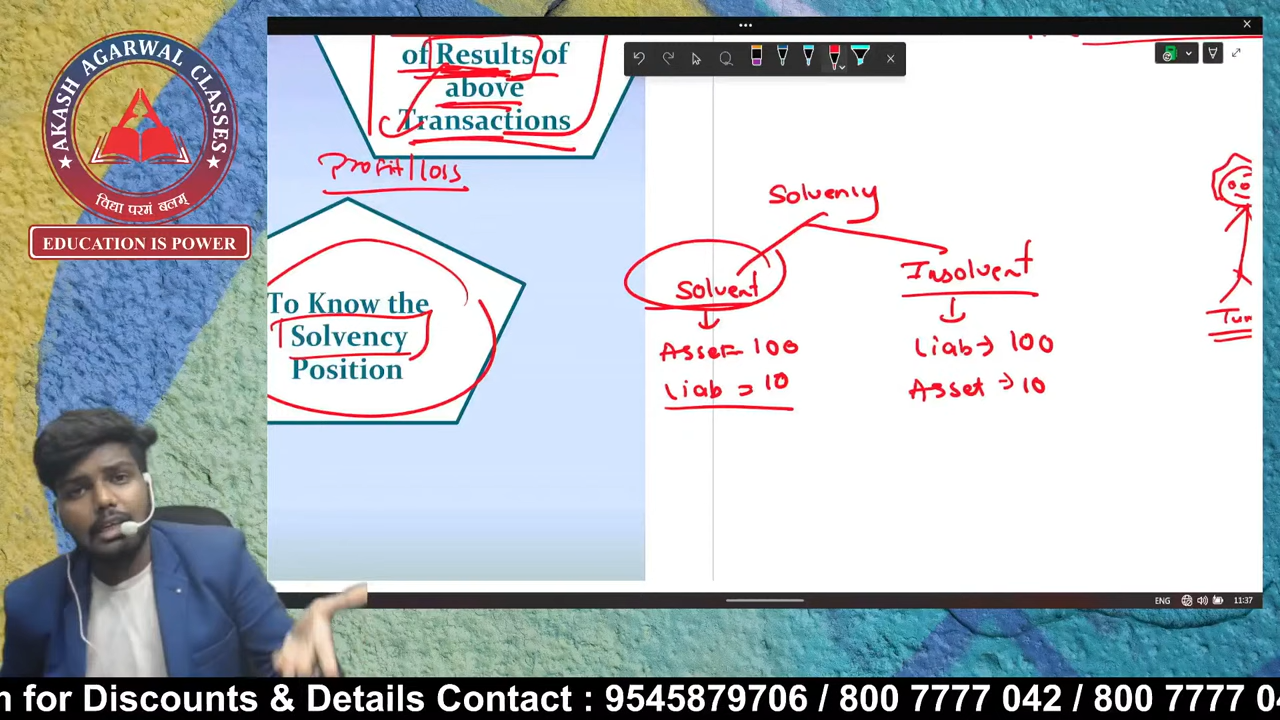 AKASH AGARWAL CLASSES
विद्या परमं बलम्
EDUCATION IS POWER
of Results of
above
Transactions
Profit/loss
To Know the
Solvency
Position
Solvency
Solvent
Asset = 100
Liab = 10
Insolvent
Liab → 100
Asset → 10
ENG
11:37
n for Discounts & Details Contact : 9545879706 / 800 7777 042 / 800 7777 0